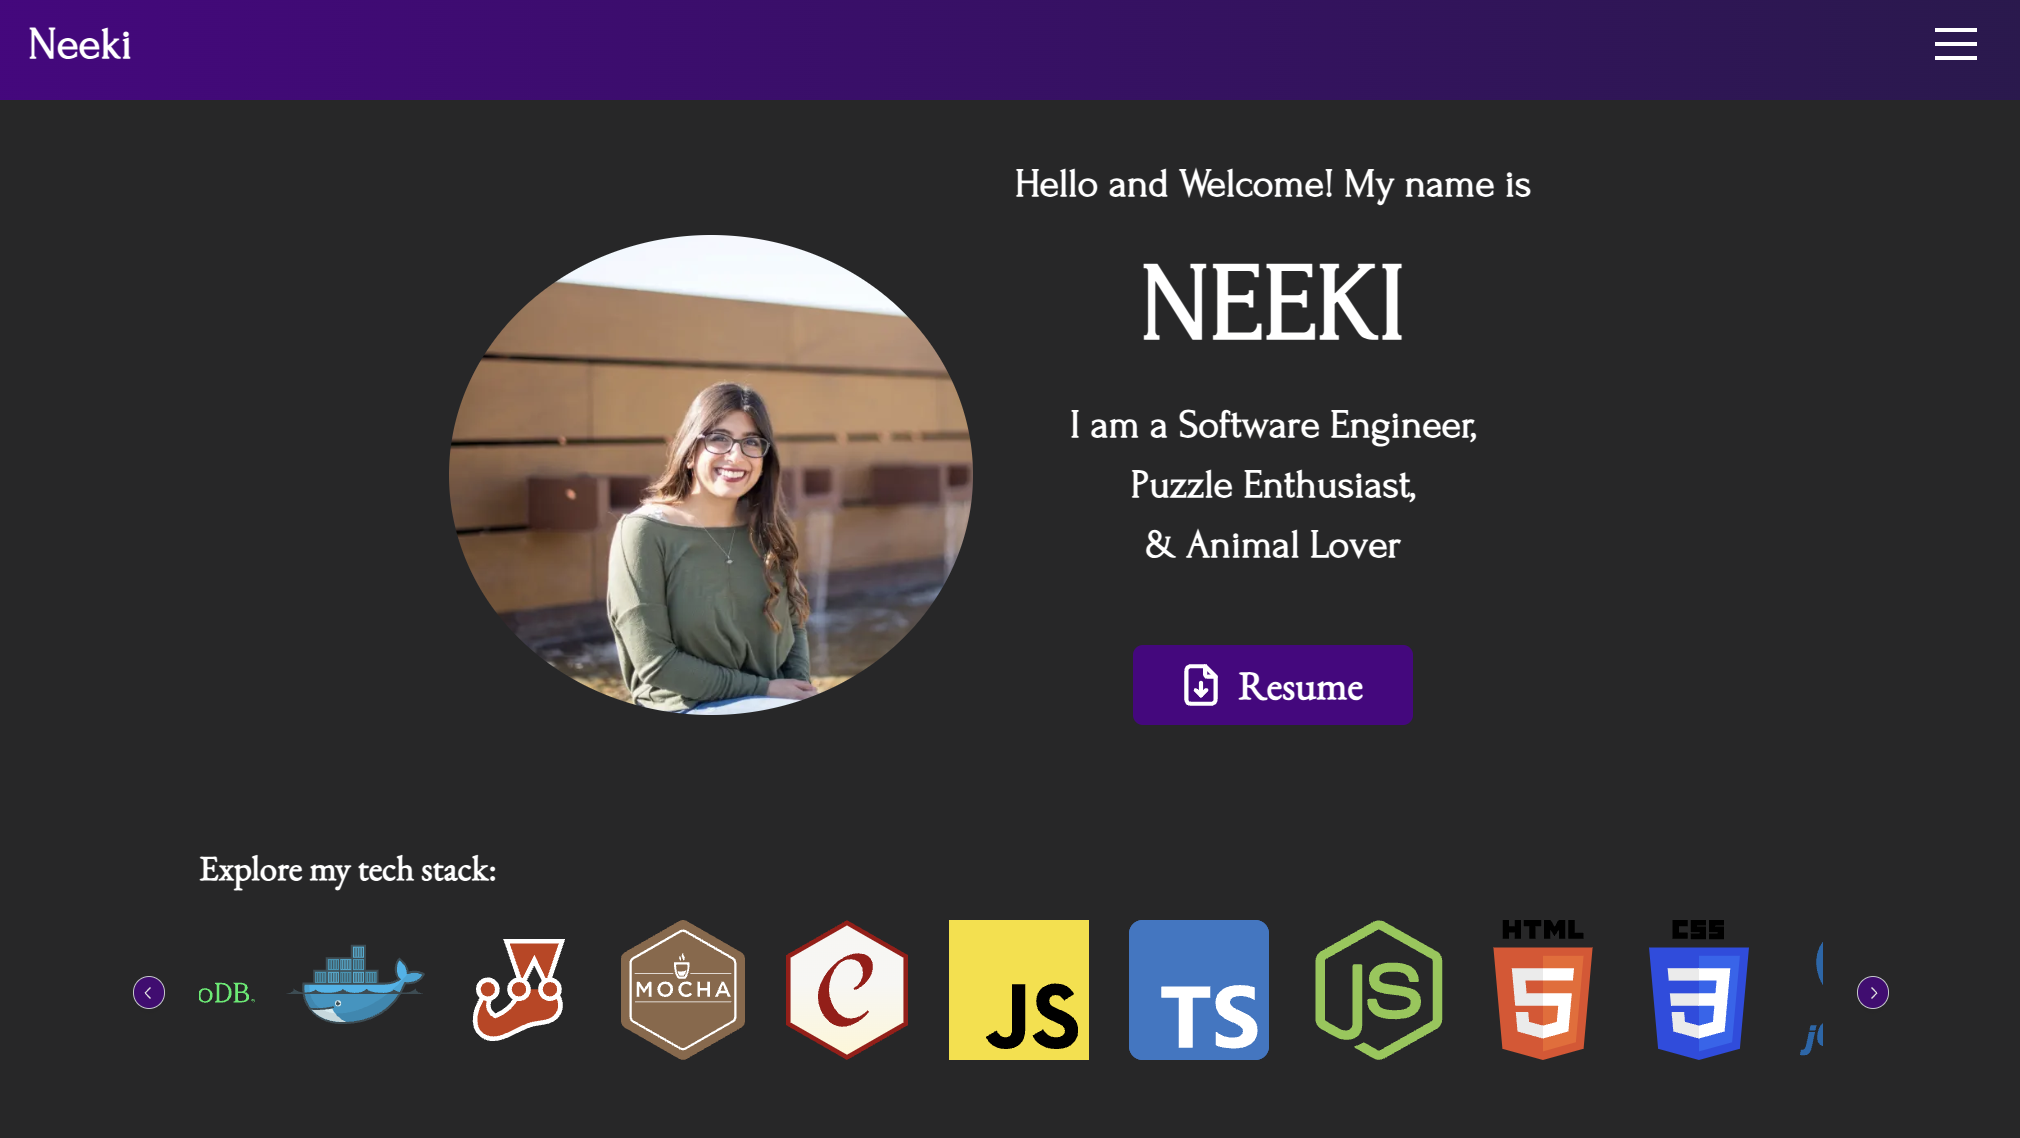 Neeki
Hello and Welcome! My name is
NEEKI
I am a Software Engineer,
Puzzle Enthusiast,
& Animal Lover
Resume
Explore my tech stack:
oDB
MOCHA
C
JS
TS
JS
HTML
5
CSS
3